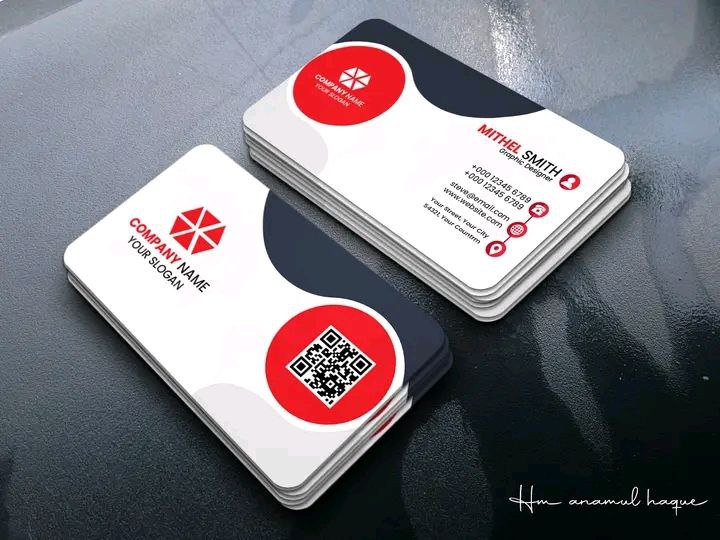 COMPANY NAME
YOUR SLOGAN
MITHEL SMITH
Graphic Designer
+000 12345 6789
+000 12345 6789
steve@email.com
www.website.com
Your Street, Your City
54321, Your Countrm
COMPANY NAME
YOUR SLOGAN
Hm anamul haque